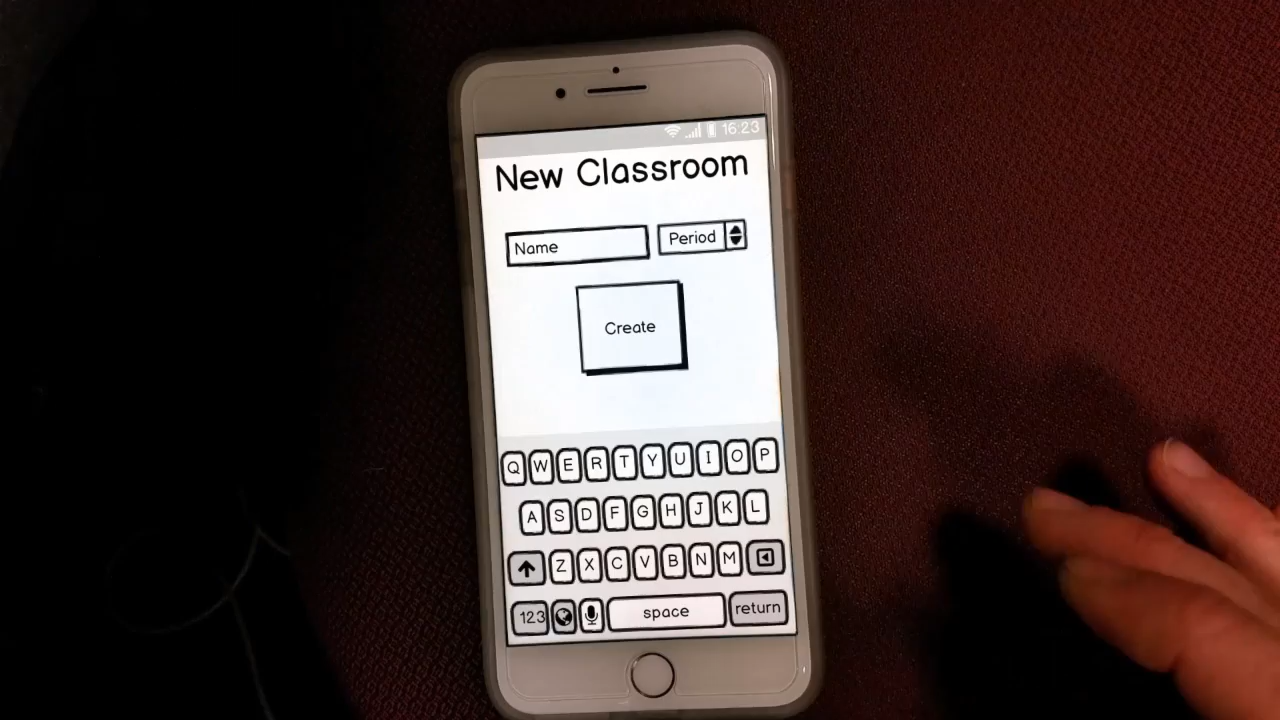 16:23
New Classroom
Name Period
Create
Q W E R T Y U I O P
A S D F G H J K L
Z X C V B N M
123 space return